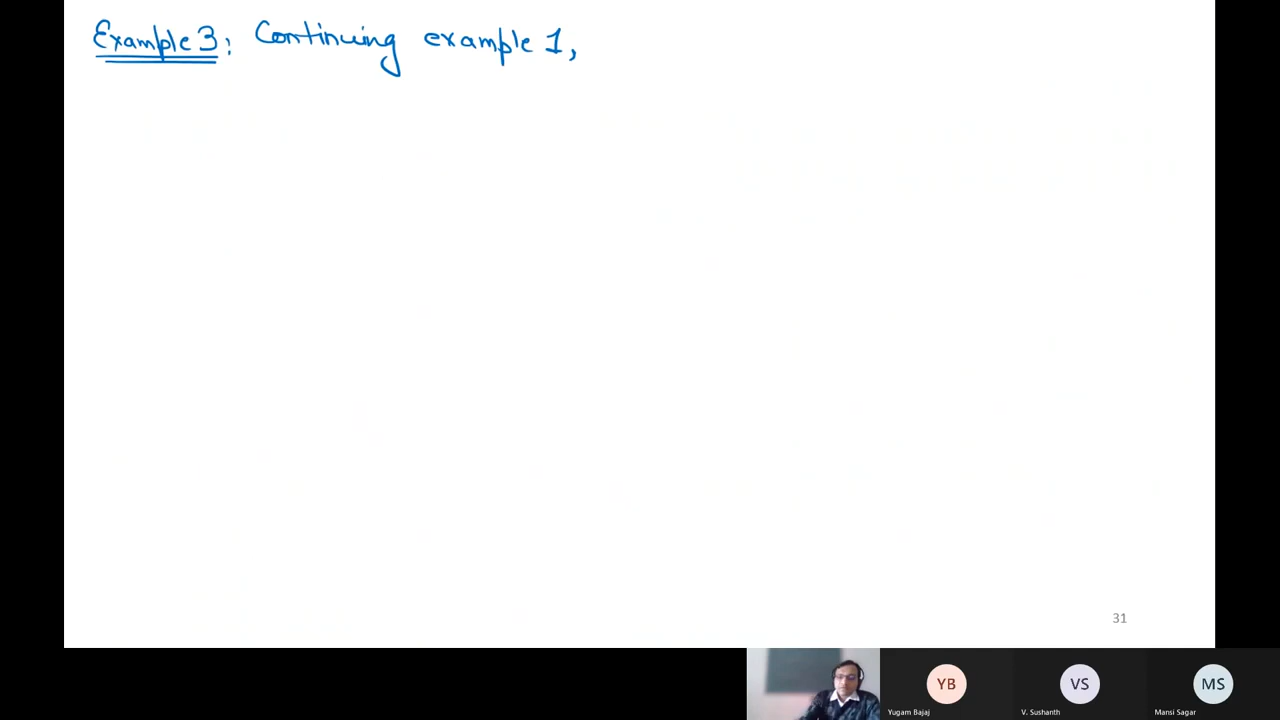 Example 3: Continuing example 1,
31
YB
VS
MS
Yugam Bajaj
V. Sushanth
Mansi Sagar